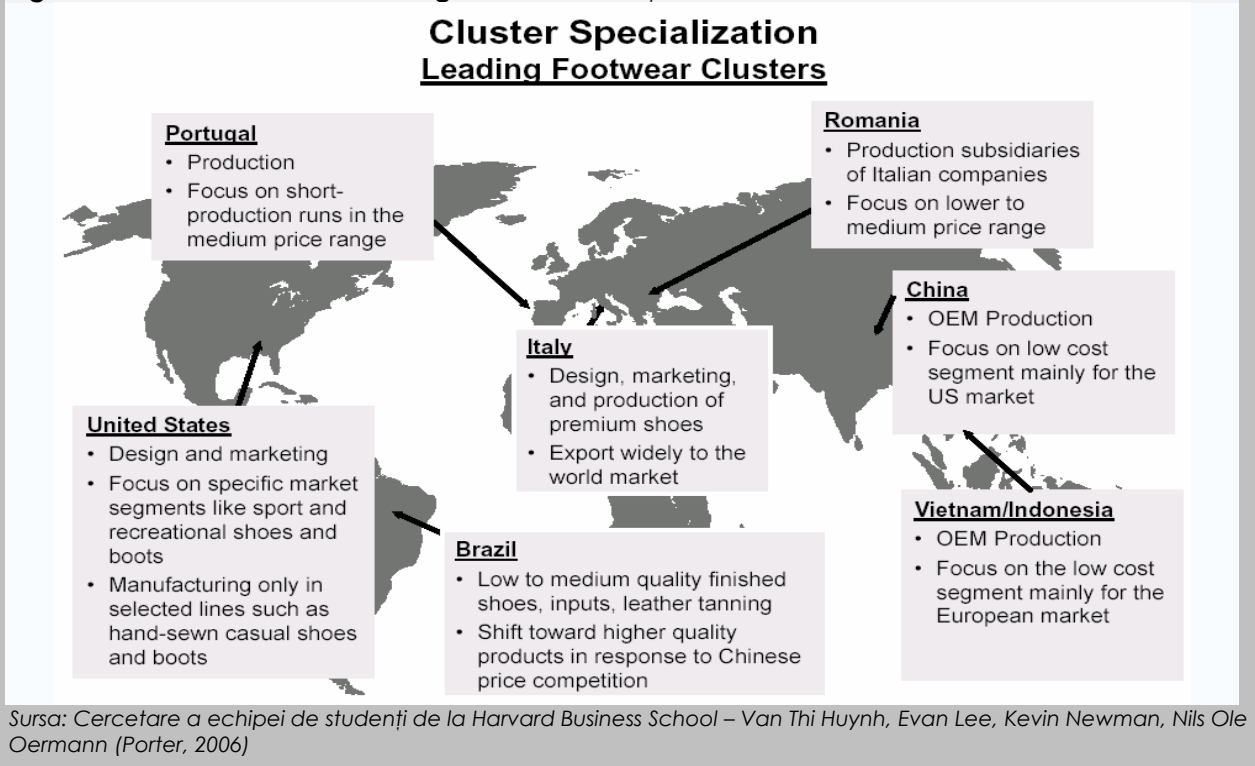 Cluster Specialization
Leading Footwear Clusters
Portugal
• Production
• Focus on short-
production runs in the
medium price range
Romania
• Production subsidiaries
of Italian companies
• Focus on lower to
medium price range
China
• OEM Production
• Focus on low cost
segment mainly for the
US market
Italy
• Design, marketing,
and production of
premium shoes
• Export widely to the
world market
United States
• Design and marketing
• Focus on specific market
segments like sport and
recreational shoes and
boots
• Manufacturing only in
selected lines such as
hand-sewn casual shoes
and boots
Brazil
• Low to medium quality finished
shoes, inputs, leather tanning
• Shift toward higher quality
products in response to Chinese
price competition
Vietnam/Indonesia
• OEM Production
• Focus on the low cost
segment mainly for the
European market
Sursa: Cercetare a echipei de studenți de la Harvard Business School – Van Thi Huynh, Evan Lee, Kevin Newman, Nils Ole
Oermann (Porter, 2006)